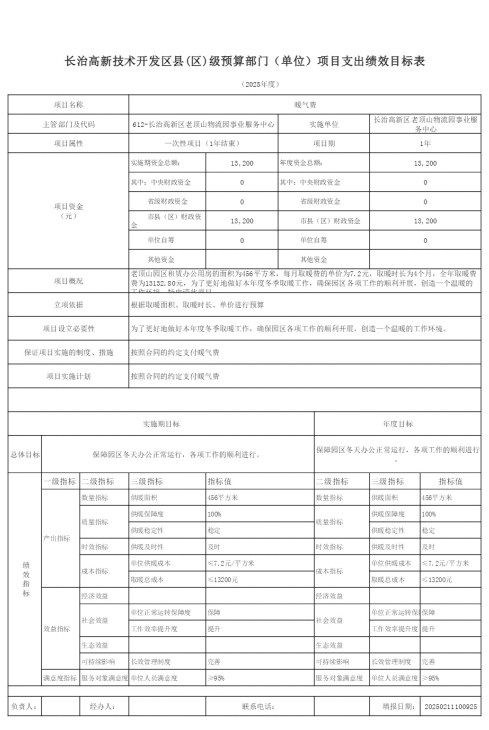 长治高新技术开发区县(区)级预算部门（单位）项目支出绩效目标表
（2025年度）
项目名称 暖气费
主管部门及代码 612-长治高新区老顶山物流园事业服务中心 实施单位 长治高新区老顶山物流园事业服务中心
项目属性 一次性项目（1年结束） 项目期 1年
项目资金（元） 实施期资金总额： 13,200 年度资金总额： 13,200
其中：中央财政资金 0 其中：中央财政资金 0
省级财政资金 0 省级财政资金 0
市县（区）财政资金 13,200 市县（区）财政资金 13,200
单位自筹 0 单位自筹 0
其他资金 其他资金
项目概况 老顶山园区租赁办公用房的面积为456平方米，每月取暖费的单价为7.2元，取暖时长为4个月，全年取暖费
费为13132.80元，为了更好地做好本年度冬季取暖工作，确保园区各项工作的顺利开展，创造一个温暖的
立项依据 根据取暖面积、取暖时长、单价进行预算
项目设立必要性 为了更好地做好本年度冬季取暖工作，确保园区各项工作的顺利开展，创造一个温暖的工作环境。
保证项目实施的制度、措施 按照合同的约定支付暖气费
项目实施计划 按照合同的约定支付暖气费
实施期目标 年度目标
总体目标 保障园区冬天办公正常运行，各项工作的顺利进行。 保障园区冬天办公正常运行，各项工作的顺利进行。
绩效指标 一级指标 二级指标 三级指标 指标值 二级指标 三级指标 指标值
产出指标 数量指标 供暖面积 456平方米 数量指标 供暖面积 456平方米
质量指标 供暖保障度 100% 质量指标 供暖保障度 100%
供暖稳定性 稳定 供暖稳定性 稳定
时效指标 供暖及时性 及时 时效指标 供暖及时性 及时
成本指标 单位供暖成本 ≤7.2元/平方米 成本指标 单位供暖成本 ≤7.2元/平方米
取暖总成本 ≤13200元 取暖总成本 ≤13200元
效益指标 经济效益 经济效益
社会效益 单位正常运转保障度 保障 社会效益 单位正常运转保 保障
工作效率提升度 提升 工作效率提升度 提升
生态效益 生态效益
可持续影响 长效管理制度 完善 可持续影响 长效管理制度 完善
满意度指标 服务对象满意度 单位人员满意度 ≥98% 服务对象满意度 单位人员满意度 ≥98%
负责人： 经办人： 联系电话： 填报日期： 20250211100925